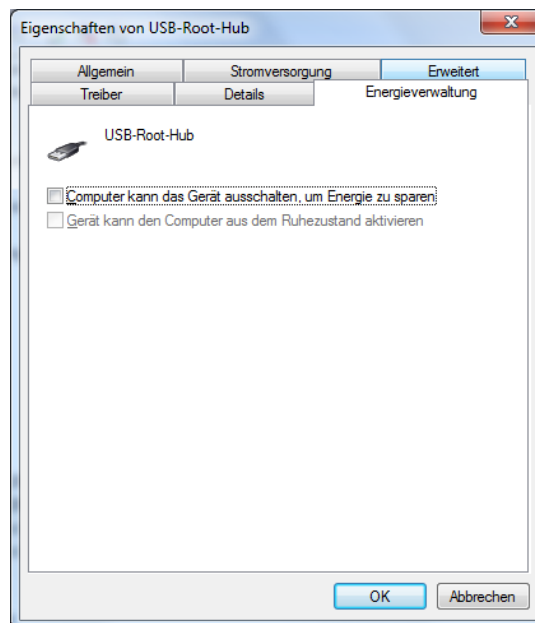 Eigenschaften von USB-Root-Hub
Allgemein Stromversorgung Erweitert
Treiber Details Energieverwaltung
USB-Root-Hub
Computer kann das Gerät ausschalten, um Energie zu sparen
Gerät kann den Computer aus dem Ruhezustand aktivieren
OK Abbrechen